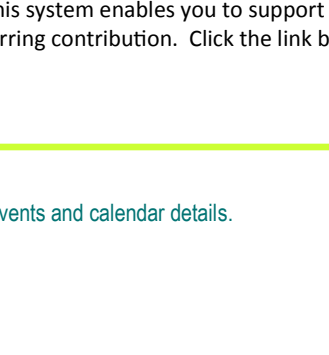 his system enables you to support
rring contribution. Click the link b
vents and calendar details.